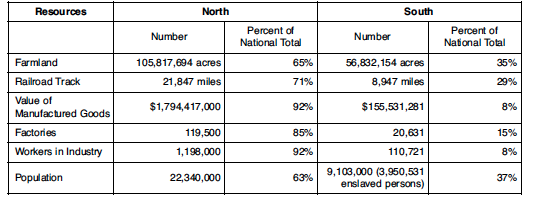 Resources North South
Number Percent of National Total Number Percent of National Total
Farmland 105,817,694 acres 65% 56,832,154 acres 35%
Railroad Track 21,847 miles 71% 8,947 miles 29%
Value of Manufactured Goods $1,794,417,000 92% $155,531,281 8%
Factories 119,500 85% 20,631 15%
Workers in Industry 1,198,000 92% 110,721 8%
Population 22,340,000 63% 9,103,000 (3,950,531 enslaved persons) 37%